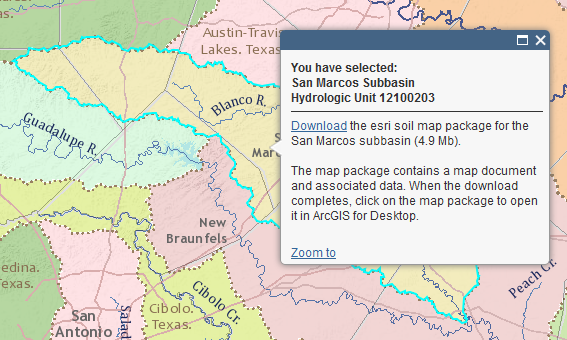 Austin-Travis
Lakes. Texas
You have selected:
San Marcos Subbasin
Hydrologic Unit 12100203
Download the esri soil map package for the
San Marcos subbasin (4.9 Mb).
The map package contains a map document
and associated data. When the download
completes, click on the map package to open
it in ArcGIS for Desktop.
Zoom to
Blanco R.
Guadalupe R.
S
Marc
New
Braunfels
Cibolo Cr.
Peach Cr.
edina.
Texas.
Cibolo.
Texas.
San
Antonio
Salad